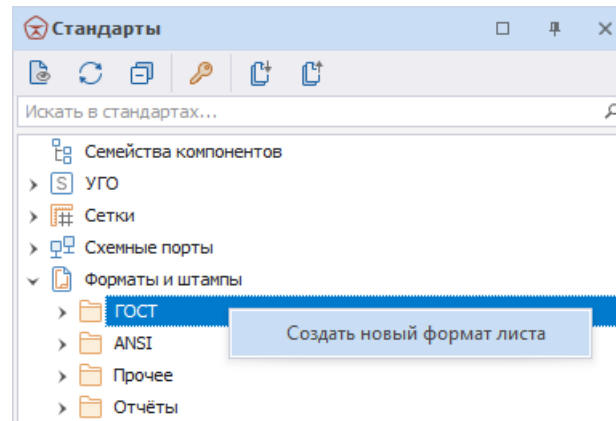 Стандарты
Искать в стандартах...
Семейства компонентов
S УГО
Сетки
Схемные порты
Форматы и штампы
ГОСТ
Создать новый формат листа
ANSI
Прочее
Отчёты